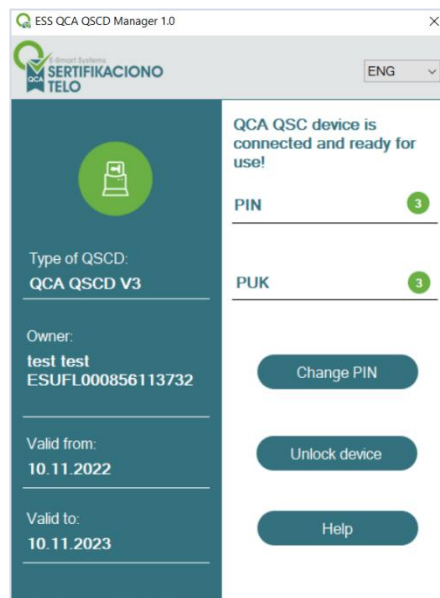 ESS QCA QSCD Manager 1.0
E-Smart Systems
QCA
SERTIFIKACIONO
TELO
ENG
QCA QSC device is
connected and ready for
use!
PIN
3
Type of QSCD:
QCA QSCD V3
PUK
3
Owner:
test test
ESUFL000856113732
Change PIN
Valid from:
10.11.2022
Unlock device
Valid to:
10.11.2023
Help